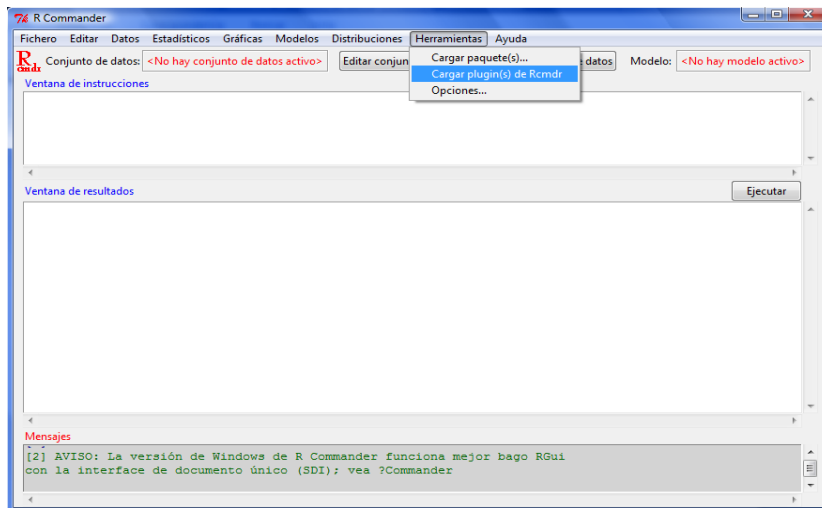 R Commander
Fichero Editar Datos Estadísticos Gráficas Modelos Distribuciones Herramientas Ayuda
Cargar paquete(s)...
Cargar plugin(s) de Rcmdr
Opciones...
R cmdr Conjunto de datos: <No hay conjunto de datos activo> Editar conjun datos Modelo: <No hay modelo activo>
Ventana de instrucciones
Ventana de resultados Ejecutar
Mensajes
[2] AVISO: La versión de Windows de R Commander funciona mejor bago RGui
con la interface de documento único (SDI); vea ?Commander